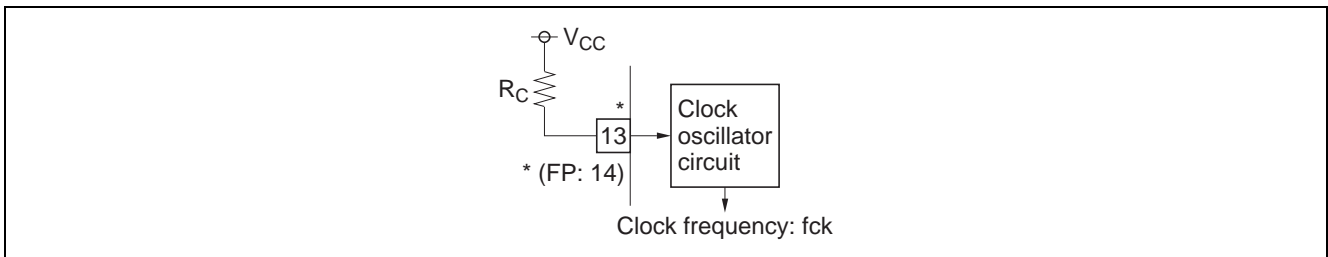 VCC
RC
*
13
Clock
oscillator
circuit
* (FP: 14)
Clock frequency: fck